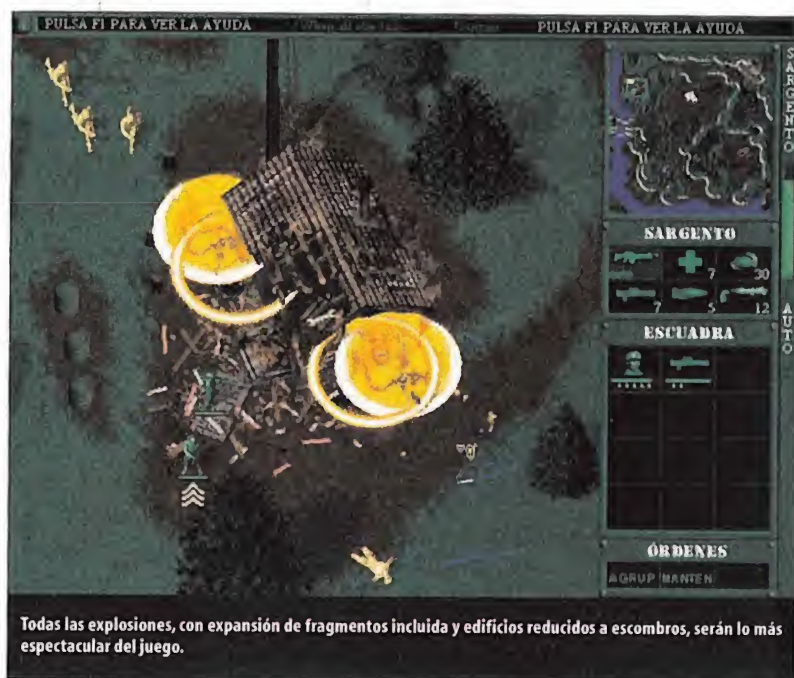 PULSA F1 PARA VER LA AYUDA PULSA F1 PARA VER LA AYUDA
SARGENTO
AUTO
SARGENTO
7 30
7 5 12
ESCUADRA
ÓRDENES
AGRUP MANTEN
Todas las explosiones, con expansión de fragmentos incluida y edificios reducidos a escombros, serán lo más
espectacular del juego.